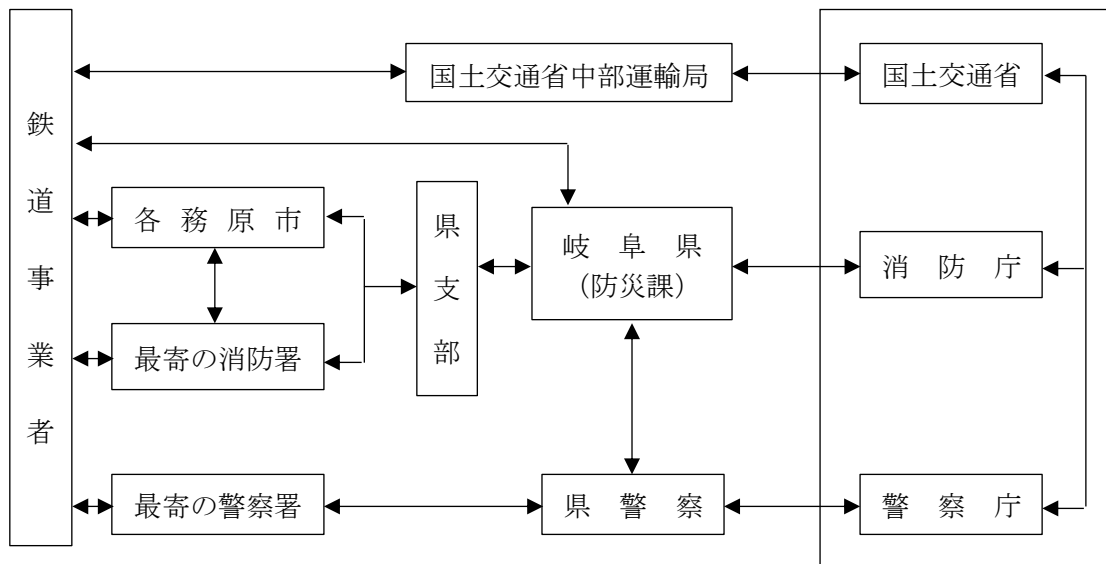 鉄道事業者
国土交通省中部運輸局
国土交通省
各務原市
県支部
岐阜県
（防災課）
消防庁
最寄の消防署
最寄の警察署
県警察
警察庁